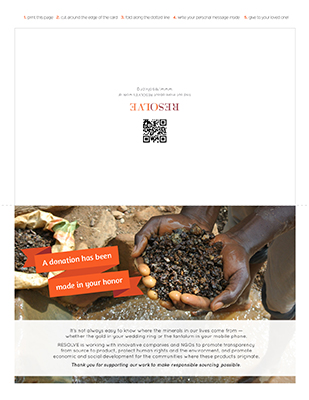 1. print this page 2. cut around the edge of the card 3. fold along the dotted line 4. write your personal message inside 5. give to your loved one!
RESOLVE
A donation has been
made in your honor
It's not always easy to know where the minerals in our lives come from —
whether the gold in your wedding ring or the tantalum in your mobile phone.
RESOLVE is working with innovative companies and NGOs to promote transparency
from source to product, protect human rights and the environment, and promote
economic and social development for the communities where these products originate.
Thank you for supporting our work to make responsible sourcing possible.